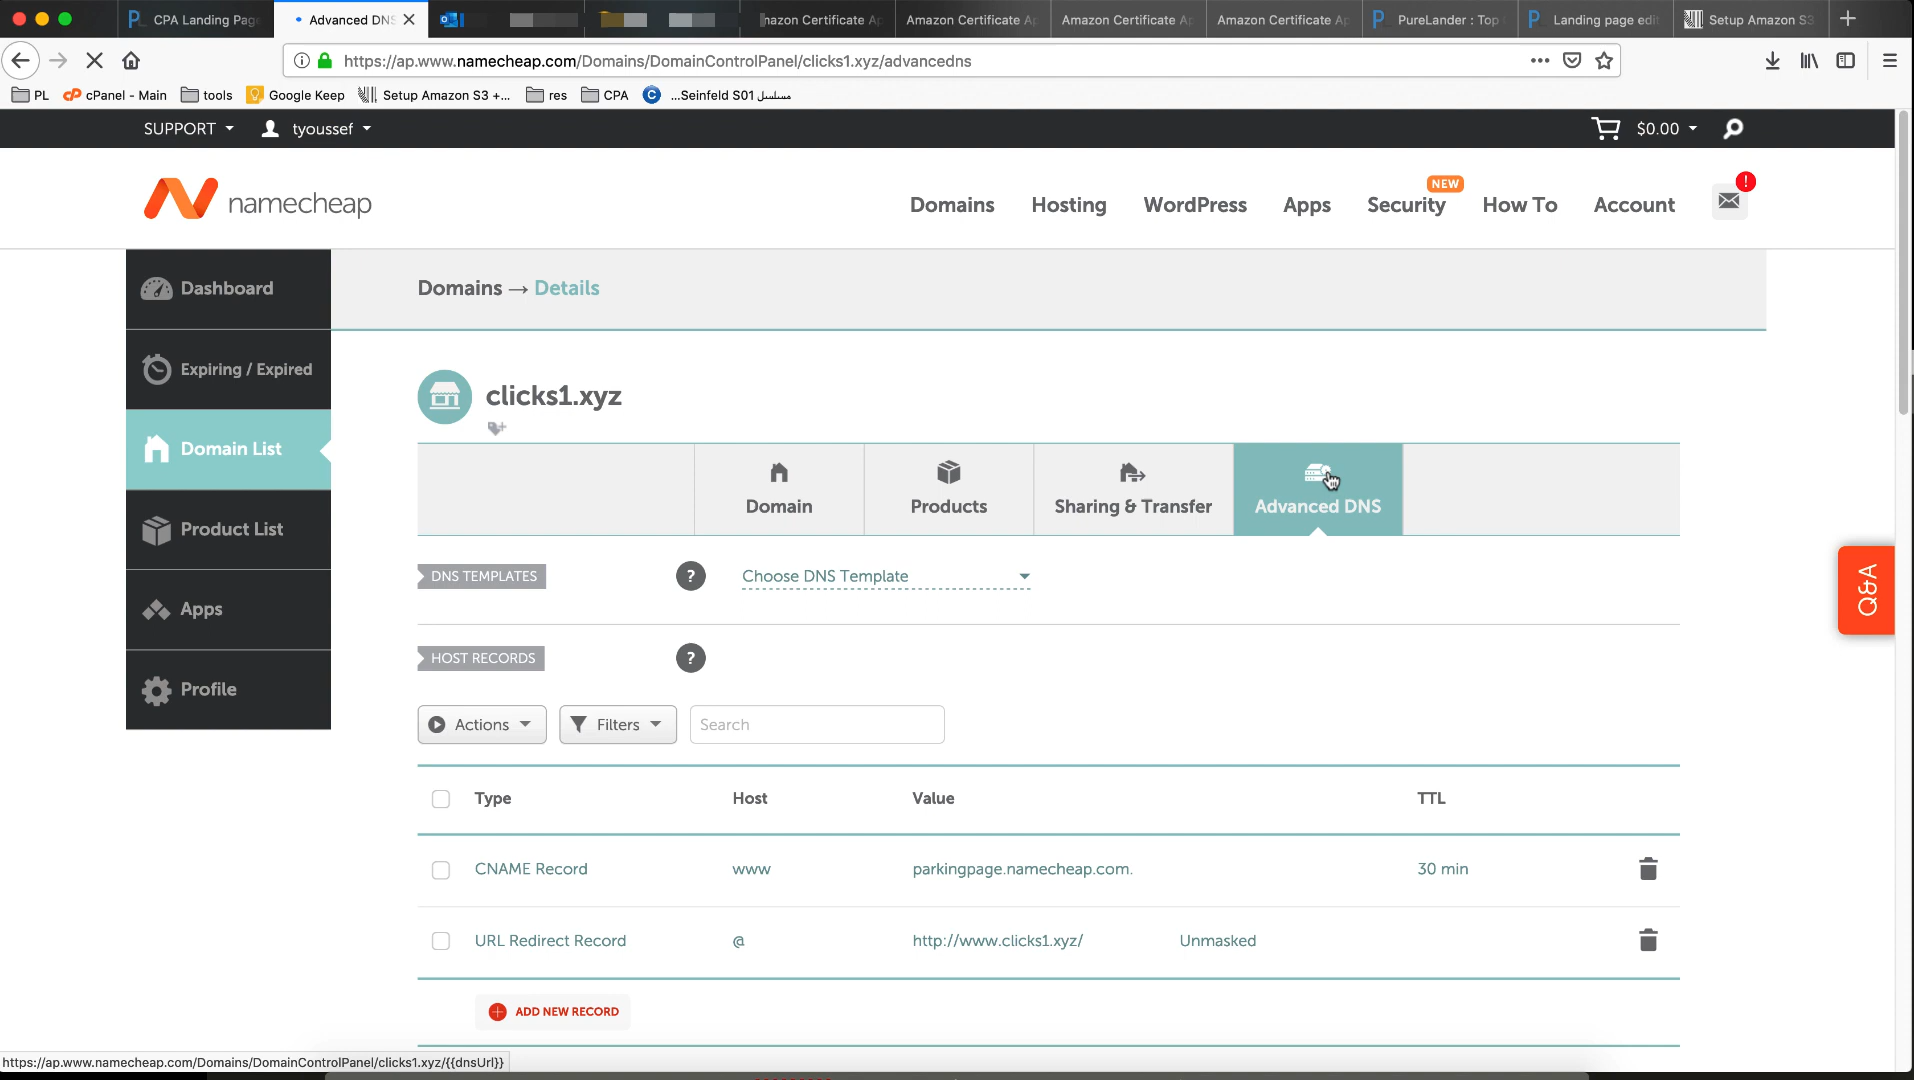 CPA Landing Page
Advanced DNS
mazon Certificate Ap
Amazon Certificate Ap
Amazon Certificate Ap
Amazon Certificate Ap
PureLander : Top
Landing page edit
Setup Amazon S3
https://ap.www.namecheap.com/Domains/DomainControlPanel/clicks1.xyz/advancedns
PL
cPanel - Main
tools
Google Keep
Setup Amazon S3 +...
res
CPA
...Seinfeld S01 مسلسل
SUPPORT
tyoussef
$0.00
namecheap
Domains
Hosting
WordPress
Apps
NEW
Security
How To
Account
!
Dashboard
Expiring / Expired
Domain List
Product List
Apps
Profile
Domains → Details
clicks1.xyz
Domain
Products
Sharing & Transfer
Advanced DNS
DNS TEMPLATES
?
Choose DNS Template
HOST RECORDS
?
Actions
Filters
Search
Type Host Value TTL
CNAME Record www parkingpage.namecheap.com. 30 min
URL Redirect Record @ http://www.clicks1.xyz/ Unmasked
ADD NEW RECORD
Q&A
https://ap.www.namecheap.com/Domains/DomainControlPanel/clicks1.xyz/{{dnsUrl}}